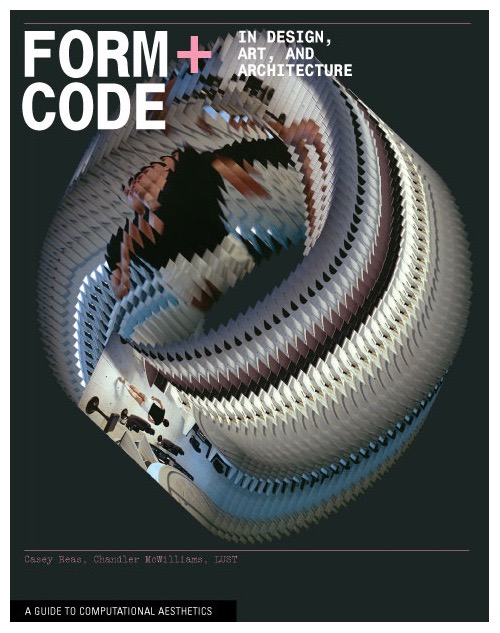 FORM+
CODE
IN DESIGN,
ART, AND
ARCHITECTURE
Casey Reas, Chandler McWilliams, LUST
A GUIDE TO COMPUTATIONAL AESTHETICS